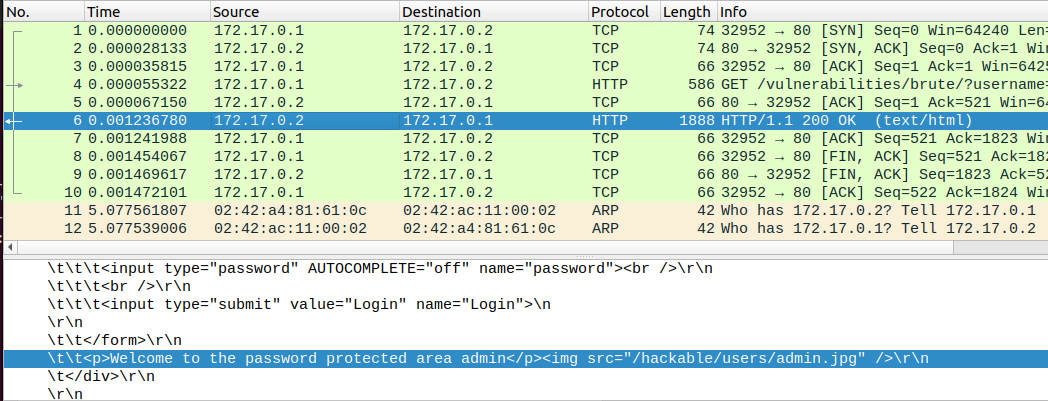 No. Time Source Destination Protocol Length Info
1 0.000000000 172.17.0.1 172.17.0.2 TCP 74 32952 → 80 [SYN] Seq=0 Win=64240 Len=
2 0.000028133 172.17.0.2 172.17.0.1 TCP 74 80 → 32952 [SYN, ACK] Seq=0 Ack=1 Win=
3 0.000035815 172.17.0.1 172.17.0.2 TCP 66 32952 → 80 [ACK] Seq=1 Ack=1 Win=6425
4 0.000055322 172.17.0.1 172.17.0.2 HTTP 586 GET /vulnerabilities/brute/?username=
5 0.000067150 172.17.0.2 172.17.0.1 TCP 66 80 → 32952 [ACK] Seq=1 Ack=521 Win=64
6 0.001236780 172.17.0.2 172.17.0.1 HTTP 1888 HTTP/1.1 200 OK (text/html)
7 0.001241988 172.17.0.1 172.17.0.2 TCP 66 32952 → 80 [ACK] Seq=521 Ack=1823 Win=
8 0.001454067 172.17.0.1 172.17.0.2 TCP 66 32952 → 80 [FIN, ACK] Seq=521 Ack=18
9 0.001469617 172.17.0.2 172.17.0.1 TCP 66 80 → 32952 [FIN, ACK] Seq=1823 Ack=52
10 0.001472101 172.17.0.1 172.17.0.2 TCP 66 32952 → 80 [ACK] Seq=522 Ack=1824 Win
11 5.077561807 02:42:a4:81:61:0c 02:42:ac:11:00:02 ARP 42 Who has 172.17.0.2? Tell 172.17.0.1
12 5.077539006 02:42:ac:11:00:02 02:42:a4:81:61:0c ARP 42 Who has 172.17.0.1? Tell 172.17.0.2
\t\t\t<input type="password" AUTOCOMPLETE="off" name="password"><br />\r\n
\t\t\t<br />\r\n
\t\t\t<input type="submit" value="Login" name="Login">\n
\r\n
\t\t</form>\r\n
\t\t<p>Welcome to the password protected area admin</p><img src="/hackable/users/admin.jpg" />\r\n
\t</div>\r\n
\r\n